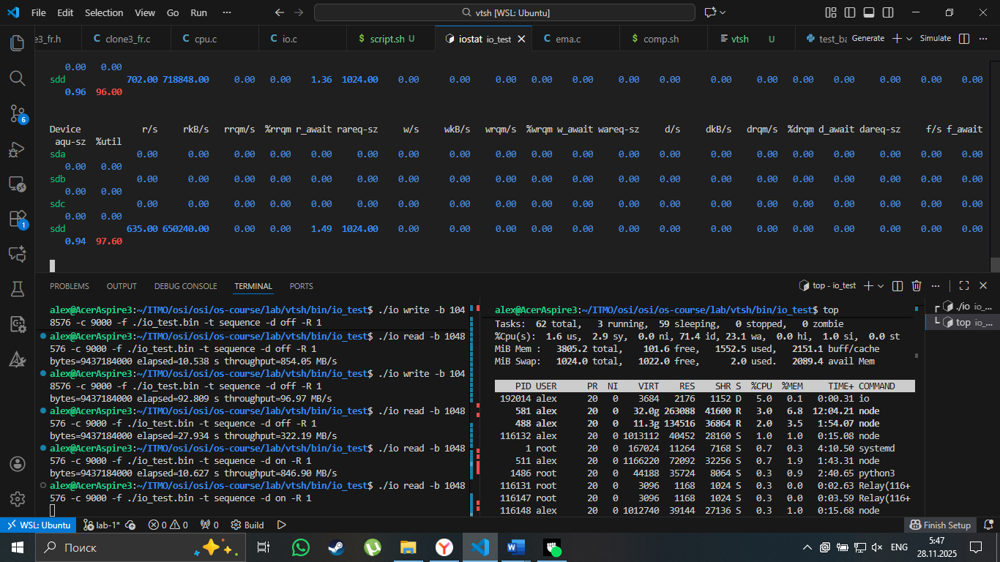 File Edit Selection View Go Run ··· vtsh [WSL: Ubuntu]
e3_fr.h C clone3_fr.c C cpu.c C io.c $ script.sh U iostat io_test C ema.c $ comp.sh vtsh U test_ba Generate Simulate ···
0.00 0.00
sdd 702.00 718848.00 0.00 0.00 1.36 1024.00 0.00 0.00 0.00 0.00 0.00 0.00 0.00 0.00 0.00 0.00 0.00 0.00 0.00 0.00
0.96 96.00
Device r/s rkB/s rrqm/s %rrqm r_await rareq-sz w/s wkB/s wrqm/s %wrqm w_await wareq-sz d/s dkB/s drqm/s %drqm d_await dareq-sz f/s f_await
aqu-sz %util
sda 0.00 0.00 0.00 0.00 0.00 0.00 0.00 0.00 0.00 0.00 0.00 0.00 0.00 0.00 0.00 0.00 0.00 0.00 0.00 0.00
0.00 0.00
sdb 0.00 0.00 0.00 0.00 0.00 0.00 0.00 0.00 0.00 0.00 0.00 0.00 0.00 0.00 0.00 0.00 0.00 0.00 0.00 0.00
0.00 0.00
sdc 0.00 0.00 0.00 0.00 0.00 0.00 0.00 0.00 0.00 0.00 0.00 0.00 0.00 0.00 0.00 0.00 0.00 0.00 0.00 0.00
0.00 0.00
sdd 635.00 650240.00 0.00 0.00 1.49 1024.00 0.00 0.00 0.00 0.00 0.00 0.00 0.00 0.00 0.00 0.00 0.00 0.00 0.00 0.00
0.94 97.60
6
1
PROBLEMS OUTPUT DEBUG CONSOLE TERMINAL PORTS top - io_test ···
alex@AcerAspire3:~/ITMO/osi/osi/os-course/lab/vtsh/bin/io_test$ ./io write -b 104
8576 -c 9000 -f ./io_test.bin -t sequence -d off -R 1
alex@AcerAspire3:~/ITMO/osi/osi/os-course/lab/vtsh/bin/io_test$ ./io read -b 1048
576 -c 9000 -f ./io_test.bin -t sequence -d off -R 1
bytes=9437184000 elapsed=10.538 s throughput=854.05 MB/s
alex@AcerAspire3:~/ITMO/osi/osi/os-course/lab/vtsh/bin/io_test$ ./io write -b 104
8576 -c 9000 -f ./io_test.bin -t sequence -d off -R 1
bytes=9437184000 elapsed=92.809 s throughput=96.97 MB/s
alex@AcerAspire3:~/ITMO/osi/osi/os-course/lab/vtsh/bin/io_test$ ./io read -b 1048
576 -c 9000 -f ./io_test.bin -t sequence -d off -R 1
bytes=9437184000 elapsed=27.934 s throughput=322.19 MB/s
alex@AcerAspire3:~/ITMO/osi/osi/os-course/lab/vtsh/bin/io_test$ ./io read -b 1048
576 -c 9000 -f ./io_test.bin -t sequence -d on -R 1
bytes=9437184000 elapsed=10.627 s throughput=846.90 MB/s
alex@AcerAspire3:~/ITMO/osi/osi/os-course/lab/vtsh/bin/io_test$ ./io read -b 1048
576 -c 9000 -f ./io_test.bin -t sequence -d on -R 1
alex@AcerAspire3:~/ITMO/osi/osi/os-course/lab/vtsh/bin/io_test$ top
Tasks: 62 total, 3 running, 59 sleeping, 0 stopped, 0 zombie
%Cpu(s): 1.6 us, 2.9 sy, 0.0 ni, 71.4 id, 23.1 wa, 0.0 hi, 1.0 si, 0.0 st
MiB Mem : 3805.2 total, 101.6 free, 1552.5 used, 2151.1 buff/cache
MiB Swap: 1024.0 total, 1022.0 free, 2.0 used. 2089.4 avail Mem
PID USER PR NI VIRT RES SHR S %CPU %MEM TIME+ COMMAND
192014 alex 20 0 3684 2176 1152 D 5.0 0.1 0:00.31 io
581 alex 20 0 32.0g 263088 41600 R 3.0 6.8 12:04.21 node
488 alex 20 0 11.3g 134516 36864 R 2.0 3.5 1:54.07 node
116132 alex 20 0 1013112 40452 28160 S 1.0 1.0 0:15.08 node
1 root 20 0 167024 11264 7168 S 0.7 0.3 4:10.50 systemd
511 alex 20 0 1166220 72092 32256 S 0.7 1.9 1:43.31 node
1486 root 20 0 44188 35724 8064 S 0.3 0.9 2:40.65 python3
116131 root 20 0 3096 1168 1024 S 0.3 0.0 0:02.63 Relay(116+
116147 root 20 0 3096 1168 1024 S 0.3 0.0 0:03.59 Relay(116+
116148 alex 20 0 1012740 39144 27136 S 0.3 1.0 0:15.68 node
./io io_...
top io_...
WSL: Ubuntu lab-1* 0 0 0 Build Finish Setup
Поиск ENG 5:47
28.11.2025